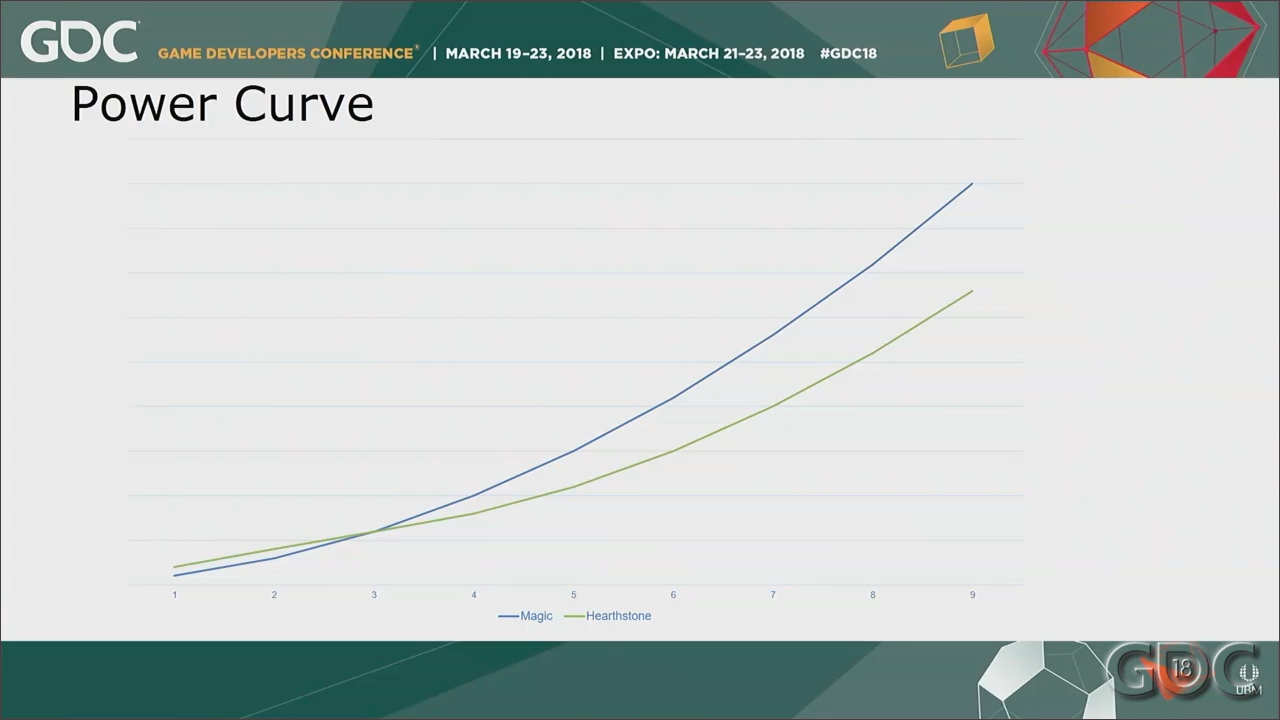 GDC GAME DEVELOPERS CONFERENCE® | MARCH 19–23, 2018 | EXPO: MARCH 21–23, 2018 #GDC18
Power Curve
1 2 3 4 5 6 7 8 9
Magic Hearthstone
GDC 18 UBM